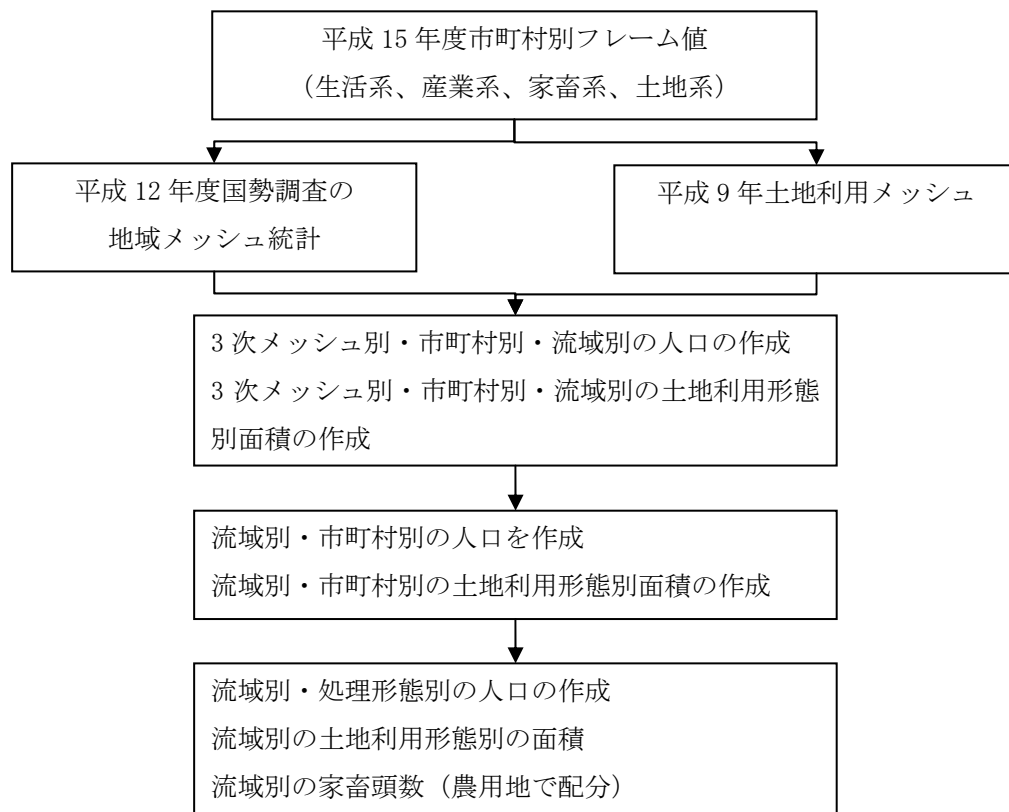 平成 15 年度市町村別フレーム値
（生活系、産業系、家畜系、土地系）
平成 12 年度国勢調査の
地域メッシュ統計
平成 9 年土地利用メッシュ
3 次メッシュ別・市町村別・流域別の人口の作成
3 次メッシュ別・市町村別・流域別の土地利用形態
別面積の作成
流域別・市町村別の人口を作成
流域別・市町村別の土地利用形態別面積の作成
流域別・処理形態別の人口の作成
流域別の土地利用形態別の面積
流域別の家畜頭数（農用地で配分）